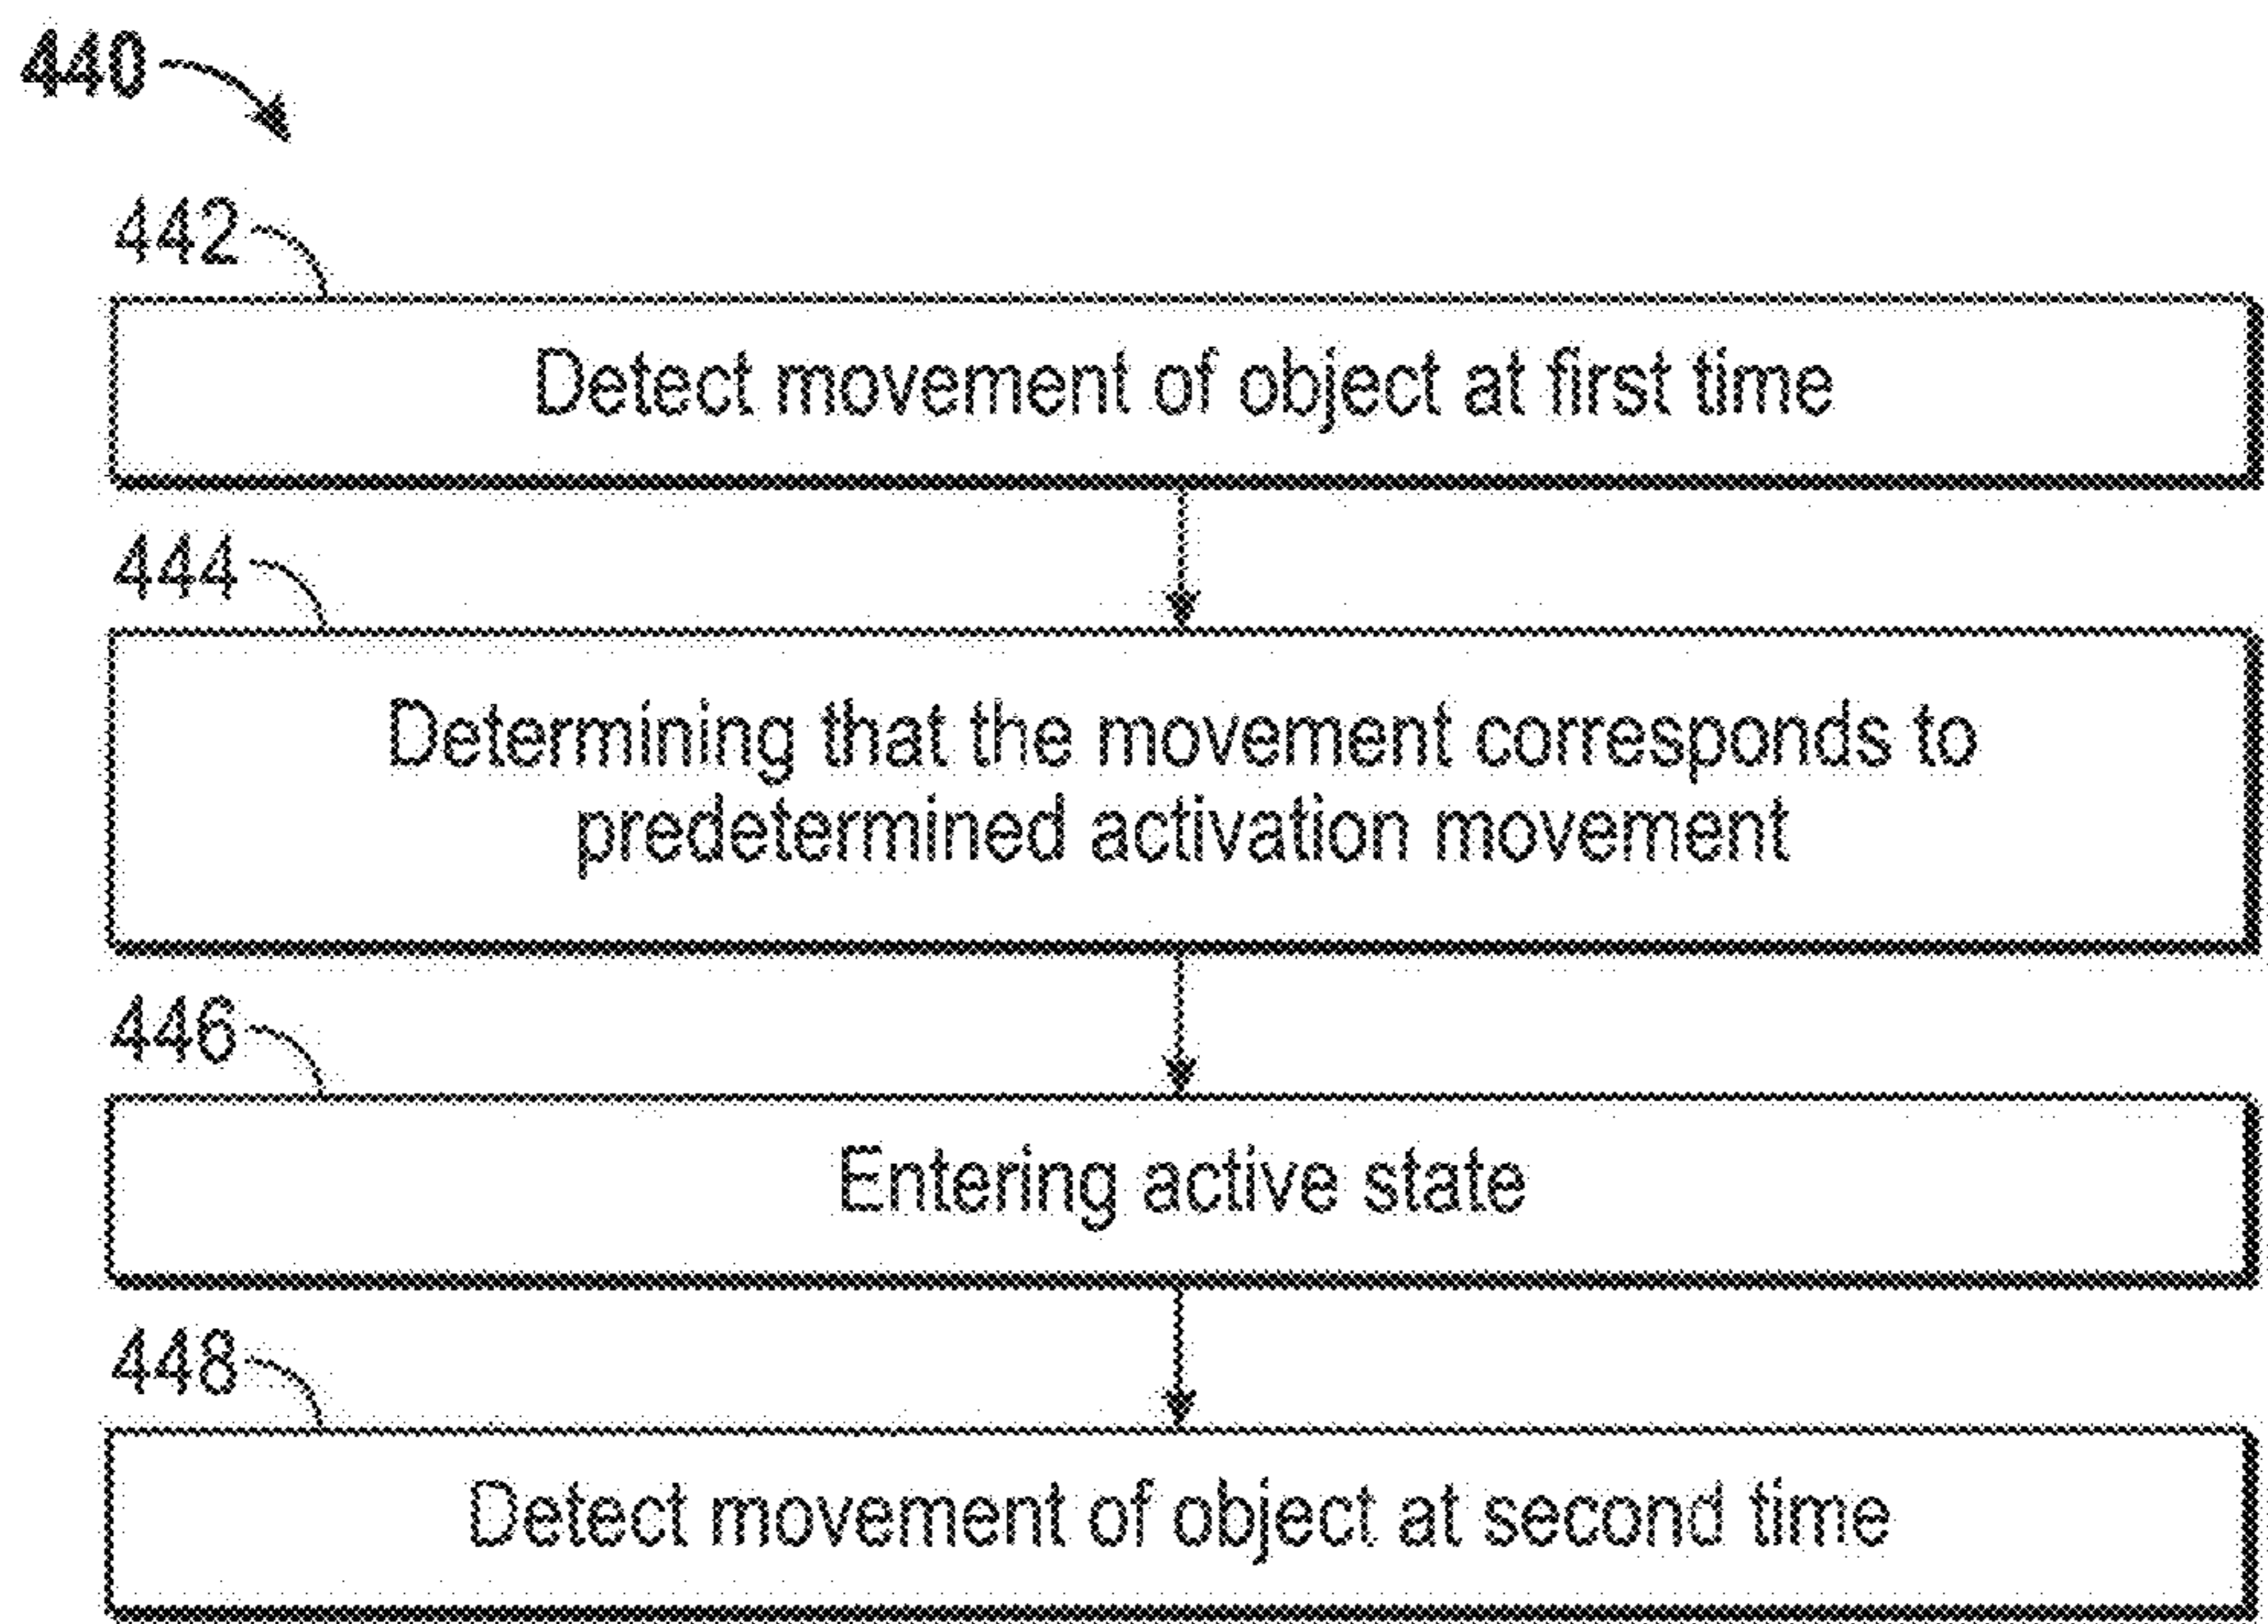 440
442
Detect movement of object at first time
444
Determining that the movement corresponds to
predetermined activation movement
446
Entering active state
448
Detect movement of object at second time